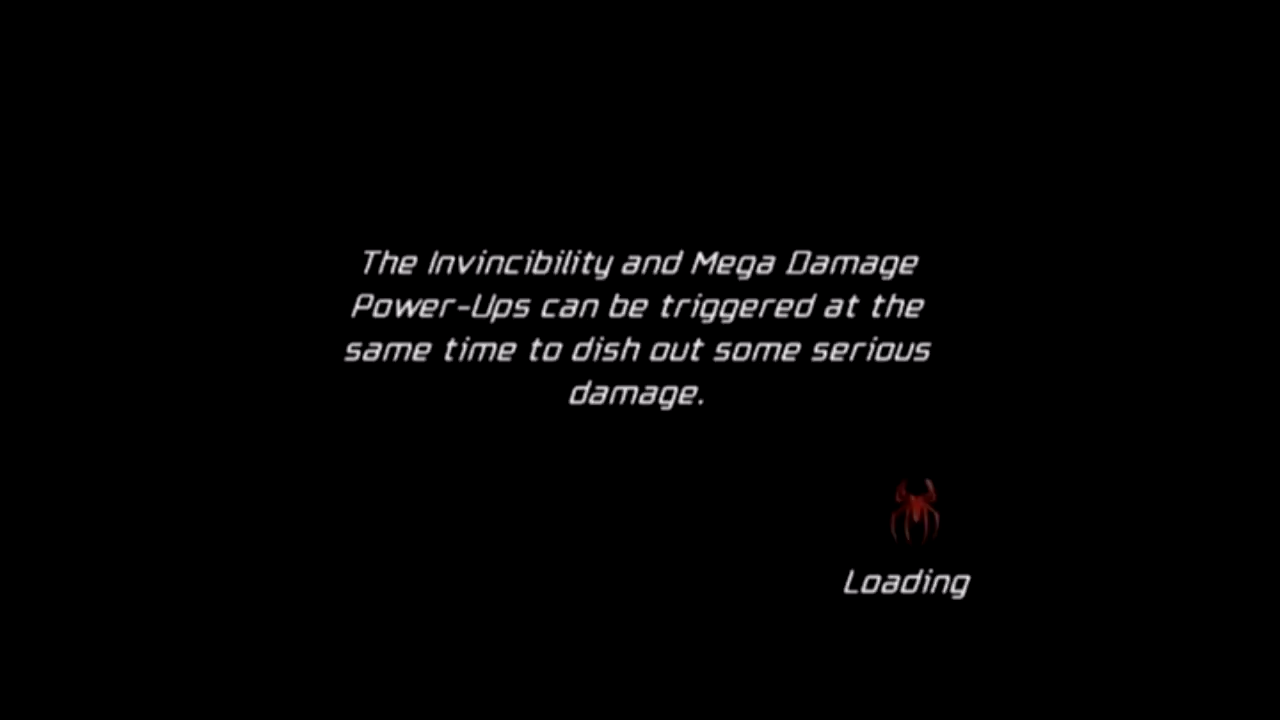 The Invincibility and Mega Damage
Power-Ups can be triggered at the
same time to dish out some serious
damage.
Loading